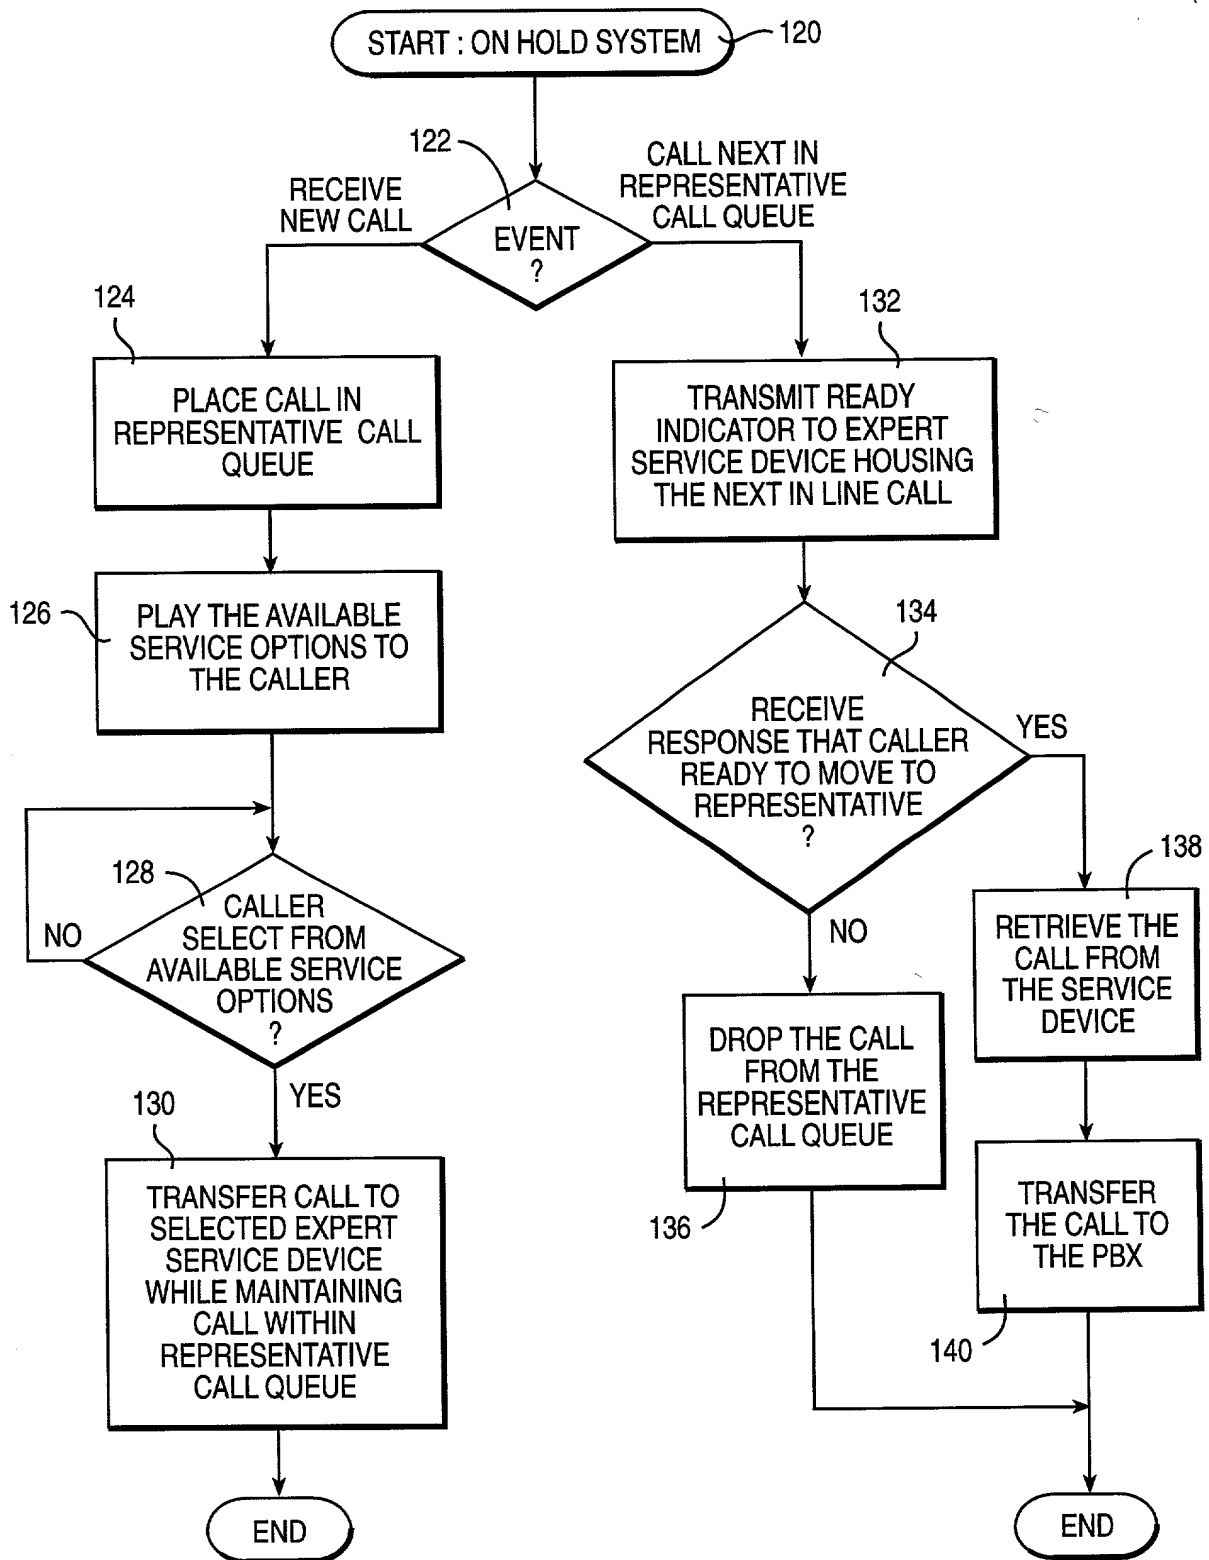 START : ON HOLD SYSTEM
120
122
EVENT
?
RECEIVE
NEW CALL
CALL NEXT IN
REPRESENTATIVE
CALL QUEUE
124
PLACE CALL IN
REPRESENTATIVE CALL
QUEUE
126
PLAY THE AVAILABLE
SERVICE OPTIONS TO
THE CALLER
128
CALLER
SELECT FROM
AVAILABLE SERVICE
OPTIONS
?
NO
YES
130
TRANSFER CALL TO
SELECTED EXPERT
SERVICE DEVICE
WHILE MAINTAINING
CALL WITHIN
REPRESENTATIVE
CALL QUEUE
END
132
TRANSMIT READY
INDICATOR TO EXPERT
SERVICE DEVICE HOUSING
THE NEXT IN LINE CALL
134
RECEIVE
RESPONSE THAT CALLER
READY TO MOVE TO
REPRESENTATIVE
?
YES
NO
136
DROP THE CALL
FROM THE
REPRESENTATIVE
CALL QUEUE
138
RETRIEVE THE
CALL FROM
THE SERVICE
DEVICE
140
TRANSFER
THE CALL TO
THE PBX
END